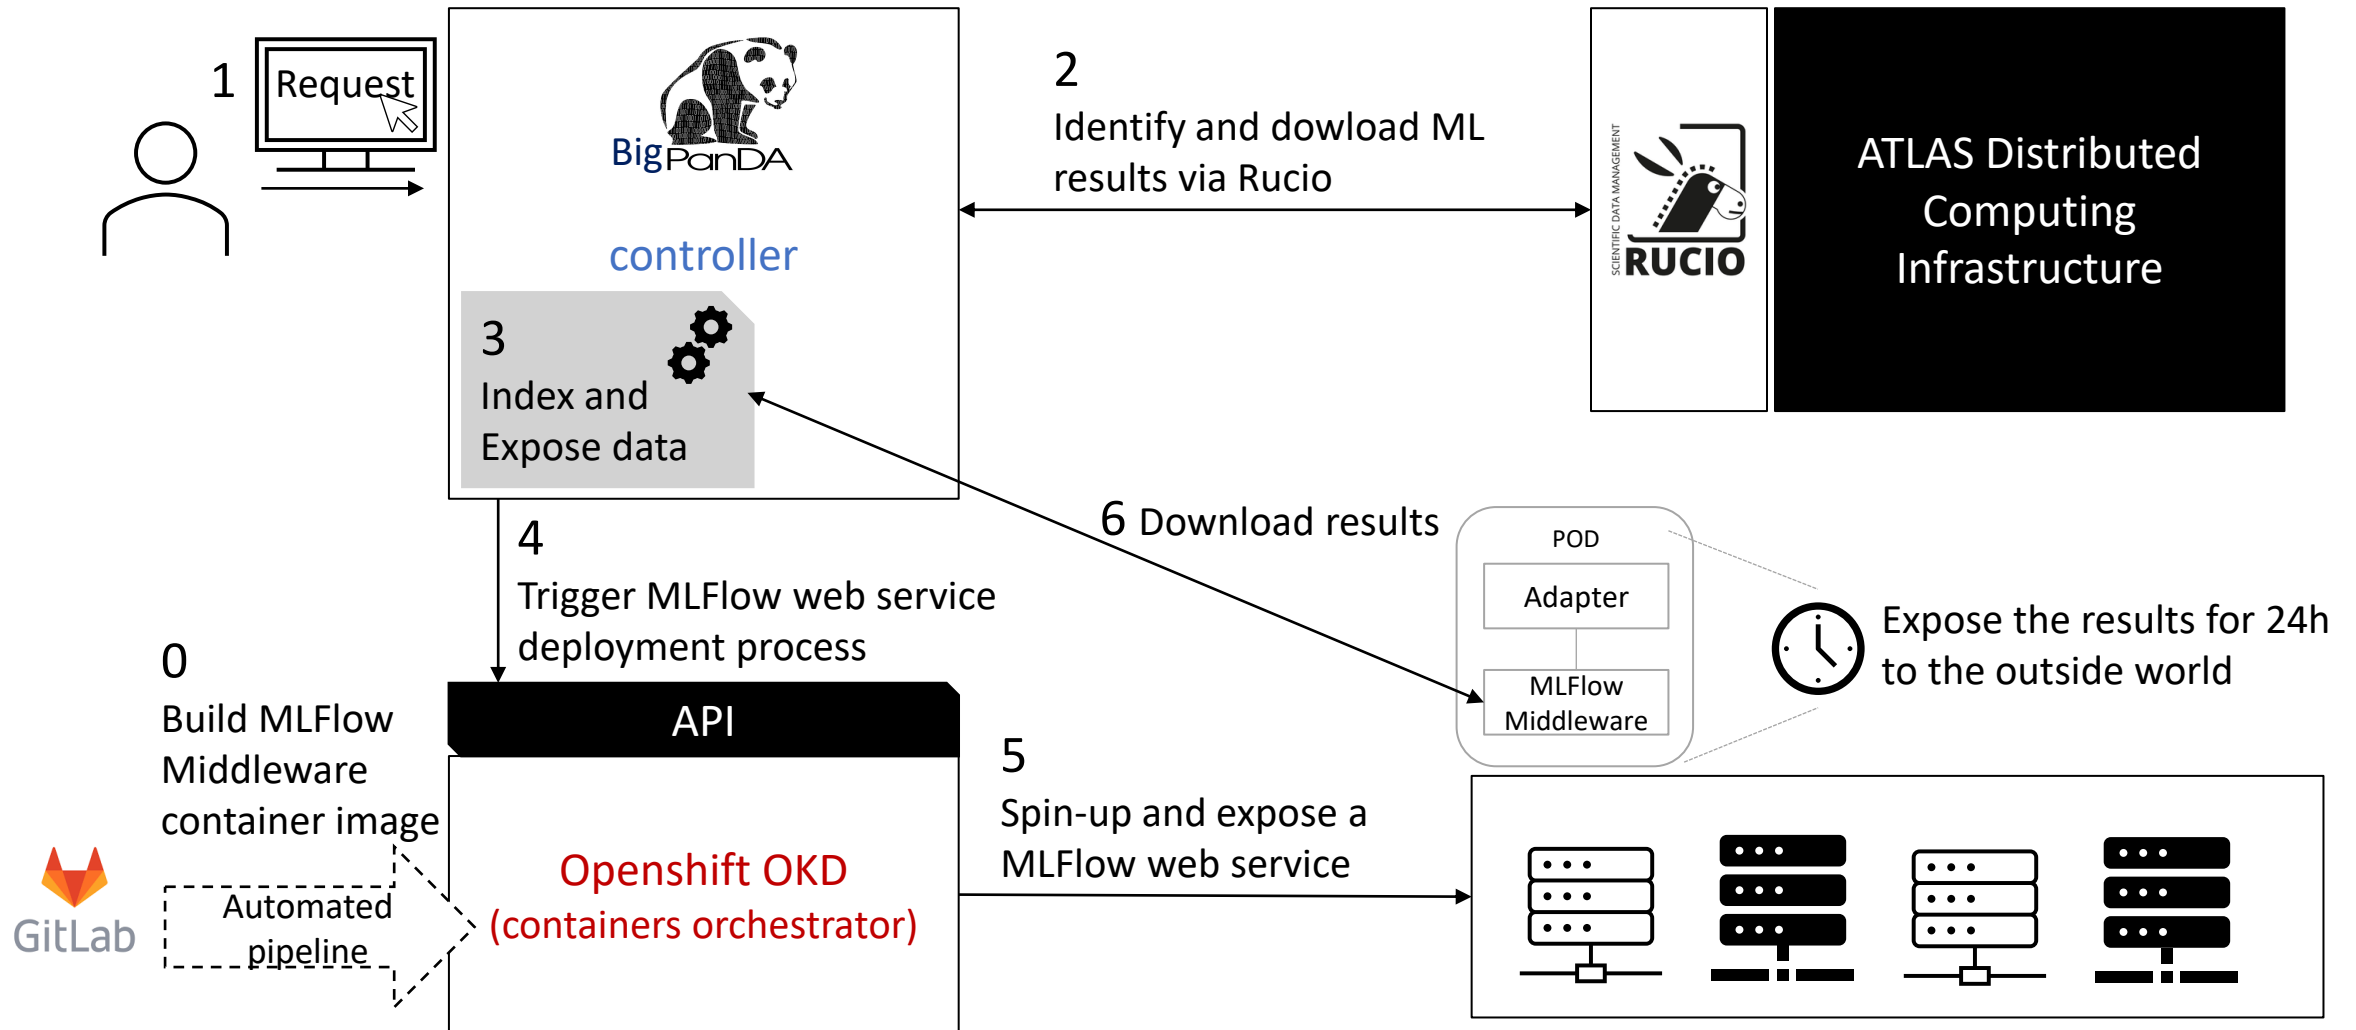 1
Request
Big
PanDA
controller
2
Identify and dowload ML
results via Rucio
SCIENTIFIC DATA MANAGEMENT
RUCIO
ATLAS Distributed
Computing
Infrastructure
3
Index and
Expose data
4
Trigger MLFlow web service
deployment process
6 Download results
POD
Adapter
MLFlow
Middleware
Expose the results for 24h
to the outside world
0
Build MLFlow
Middleware
container image
GitLab
Automated
pipeline
API
Openshift OKD
(containers orchestrator)
5
Spin-up and expose a
MLFlow web service